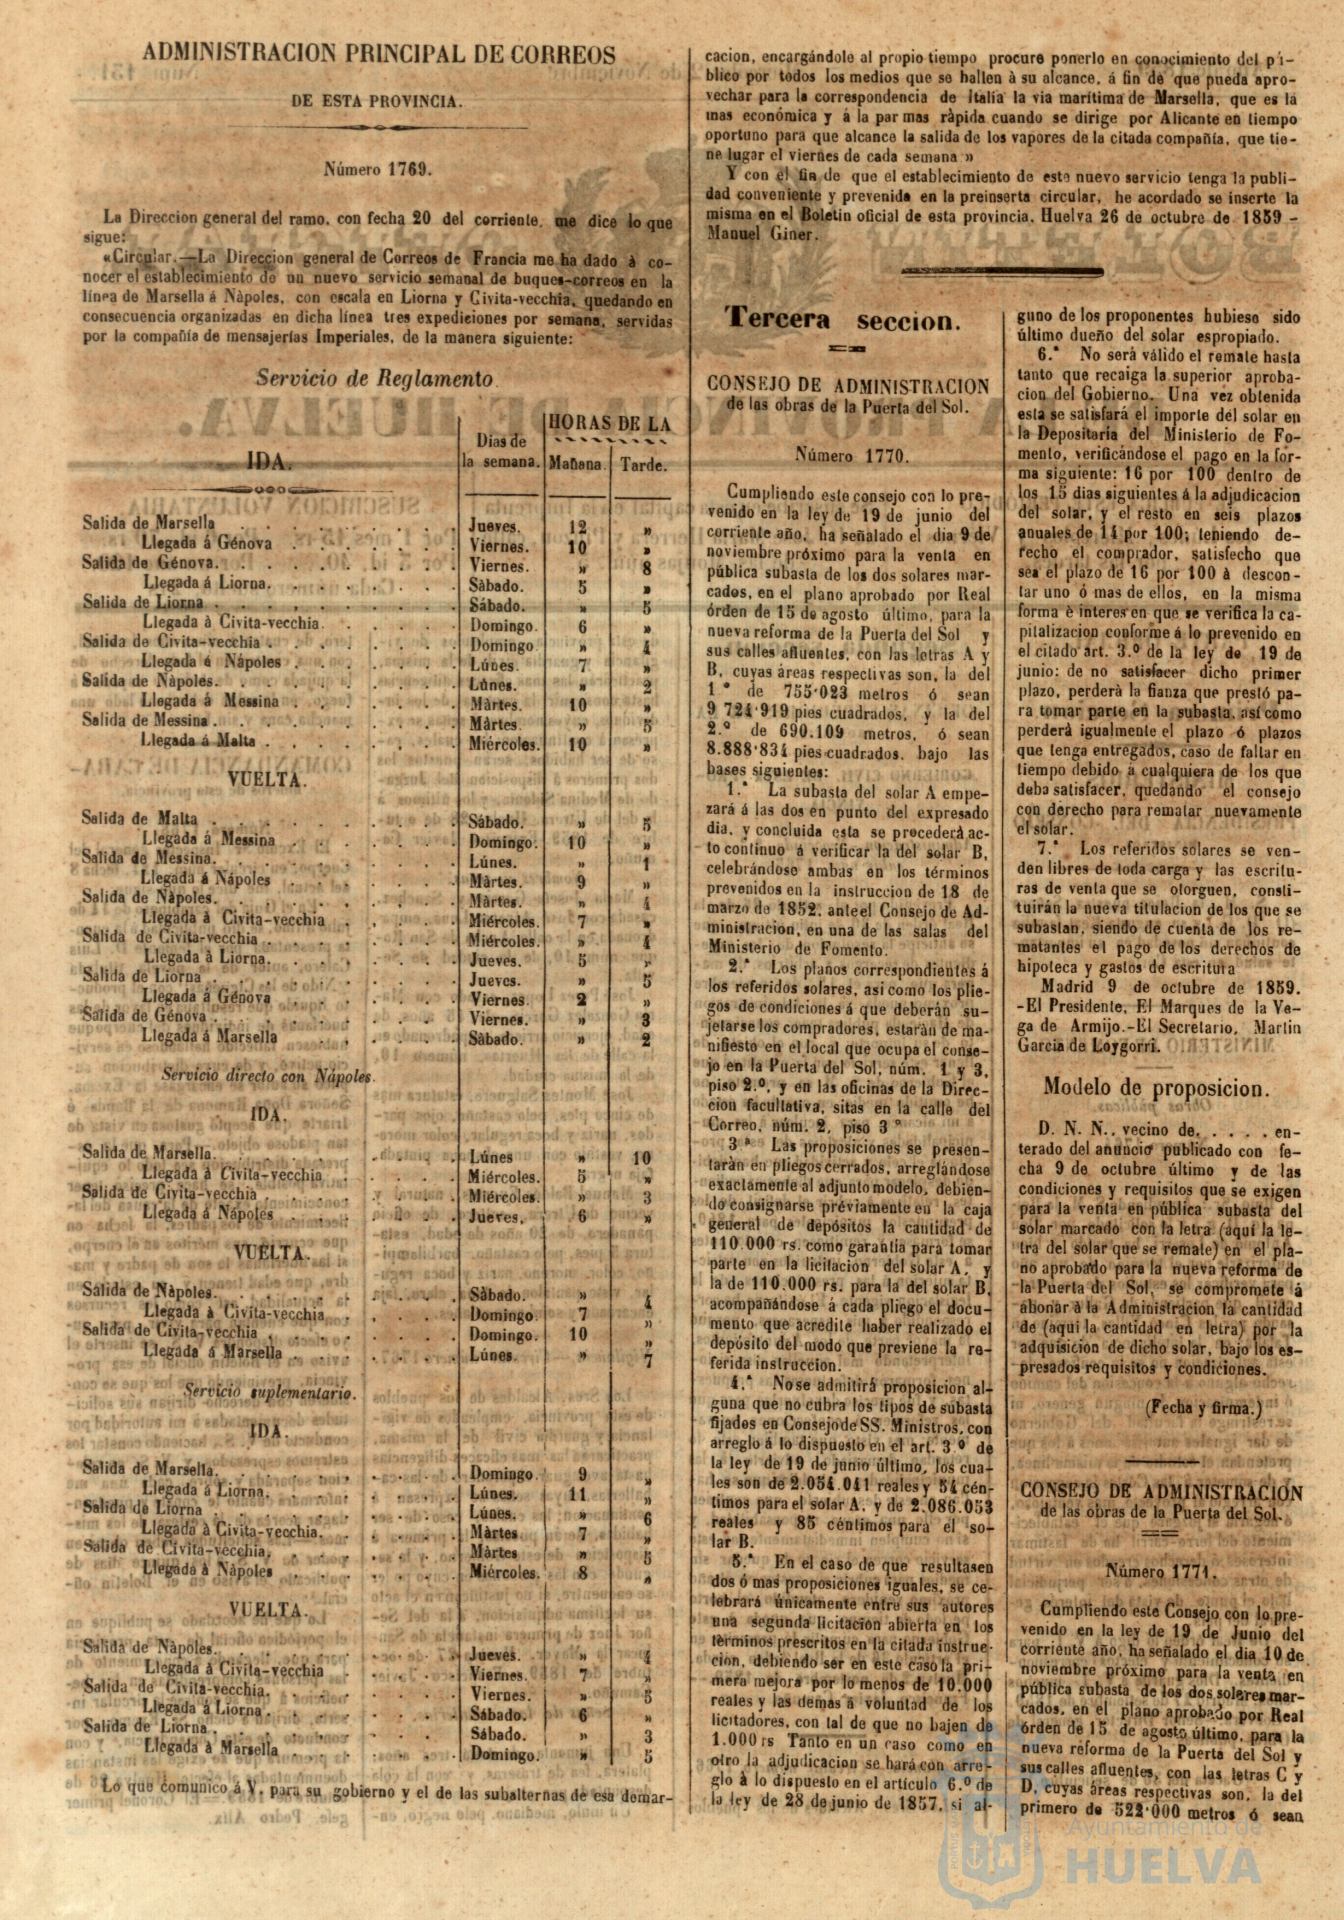 ADMINISTRACION PRINCIPAL DE CORREOS
DE ESTA PROVINCIA.
Número 1769.
La Direccion general del ramo, con fecha 20 del corriente, me dice lo que
sigue:
«Circular.—La Direccion general de Correos de Francia me ha dado à co-
nocer el establecimiento de un nuevo servicio semanal de buques-correos en la
línea de Marsella á Nàpoles, con escala en Liorna y Civita-vecchia, quedando en
consecuencia organizadas en dicha línea tres expediciones por semana, servidas
por la compañía de mensajerías Imperiales, de la manera siguiente:
Servicio de Reglamento.
IDA. Dias de la semana. HORAS DE LA Mañana. Tarde.
Salida de Marsella . . . Jueves. 12 »
Llegada á Génova . . . Viernes. 10 »
Salida de Génova. . . . Viernes. » 8
Llegada á Liorna. . . . Sàbado. 5 »
Salida de Liorna . . . Sábado. » 5
Llegada à Civita-vecchia. . . . Domingo. 6 »
Salida de Civita-vecchia . . . Domingo » 4
Llegada á Nápoles . . . Lúnes. 7 »
Salida de Nàpoles. . . . Lúnes. » 2
Llegada á Messina . . . Màrtes. 10 »
Salida de Messina . . . Màrtes. » 5
Llegada á Malta . . . Miércoles. 10 »
VUELTA.
Salida de Malta . . . Sábado. » 5
Llegada á Messina . . . Domingo. 10 »
Salida de Messina. . . . Lúnes. » 1
Llegada á Nápoles . . . Màrtes. 9 »
Salida de Nàpoles. . . . Màrtes. » 4
Llegada à Civita-vecchia . . . Miércoles. 7 »
Salida de Civita-vecchia . . . Miércoles. » 4
Llegada à Liorna. . . . Jueves. 5 »
Salida de Liorna . . . Jueves. » 5
Llegada á Génova . . . Viernes. 2 »
Salida de Génova . . . Viernes. » 3
Llegada á Marsella . . . Sàbado. » 2
Servicio directo con Nápoles.
IDA.
Salida de Marsella. . . . Lúnes » 10
Llegada à Civita-vecchia . . . Miércoles. 5 »
Salida de Civita-vecchia . . . Miércoles. » 3
Llegada à Nápoles . . . Jueves. 6 »
VUELTA.
Salida de Nàpoles. . . . Sàbado. » 4
Llegada à Civita-vecchia . . . Domingo 7 »
Salida de Civita-vecchia . . . Domingo. 10 »
Llegada á Marsella . . . Lúnes. » 7
Servicio suplementario.
IDA.
Salida de Marsella. . . . Domingo 9 »
Llegada á Liorna. . . . Lúnes. 11 »
Salida de Liorna . . . Lúnes. » 6
Llegada à Civita-vecchia. . . . Màrtes 7 »
Salida de Civita-vecchia. . . . Màrtes » 5
Llegada à Nàpoles . . . Miércoles. 8 »
VUELTA.
Salida de Nàpoles. . . . Jueves. » 4
Llegada à Civita-vecchia . . . Viernes. 7 »
Salida de Civita-vecchia. . . . Viernes. » 5
Llegada á Liorna . . . Sábado. 6 »
Salida de Liorna . . . Sàbado. » 3
Llegada à Marsella . . . Domingo. » 5
Lo que comunico á V. para su gobierno y el de las subalternas de esa demar-
cacion, encargándole al propio tiempo procure ponerlo en conocimiento del pú-
blico por todos los medios que se hallen à su alcance, á fin de que pueda apro-
vechar para la correspondencia de Italia la via marítima de Marsella, que es la
mas económica y á la par mas ràpida cuando se dirige por Alicante en tiempo
oportuno para que alcance la salida de los vapores de la citada compañía, que tie-
ne lugar el viernes de cada semana »
Y con el fin de que el establecimiento de este nuevo servicio tenga la publi-
dad conveniente y prevenida en la preinserta circular, he acordado se inserte la
misma en el Boletin oficial de esta provincia. Huelva 26 de octubre de 1859 -
Manuel Giner.
Tercera seccion.
CONSEJO DE ADMINISTRACION
de las obras de la Puerta del Sol.
Número 1770.
Cumpliendo este consejo con lo pre-
venido en la ley de 19 de junio del
corriente año, ha señalado el dia 9 de
noviembre próximo para la venta en
pública subasta de los dos solares mar-
cados, en el plano aprobado por Real
órden de 15 de agosto último, para la
nueva reforma de la Puerta del Sol y
sus calles afluentes, con las letras A y
B, cuyas áreas respectivas son, la del
1.º de 755·023 metros ó sean
9 724·919 pies cuadrados, y la del
2.º de 690.109 metros, ó sean
8.888·834 pies cuadrados, bajo las
bases siguientes:
1.ª La subasta del solar A empe-
zará á las dos en punto del expresado
dia, y concluida esta se procederà ac-
to contínuo á verificar la del solar B,
celebrándose ambas en los términos
prevenidos en la instruccion de 18 de
marzo de 1852, ante el Consejo de Ad-
ministracion, en una de las salas del
Ministerio de Fomento.
2.ª Los planos correspondientes á
los referidos solares, asi como los plie-
gos de condiciones á que deberán su-
jetarse los compradores, estarán de ma-
nifiesto en el local que ocupa el conse-
jo en la Puerta del Sol, núm. 1 y 3,
piso 2.º, y en las oficinas de la Direc-
cion facultativa, sitas en la calle del
Correo, núm. 2, piso 3 º
3 ª Las proposiciones se presen-
taràn en pliegos cerrados, arreglándose
exactamente al adjunto modelo, debien-
do consignarse préviamente en la caja
general de depósitos la cantidad de
110.000 rs. como garantia para tomar
parte en la licitacion del solar A, y
la de 110.000 rs. para la del solar B,
acompañándose á cada pliego el docu-
mento que acredite haber realizado el
depósito del modo que previene la re-
ferida instruccion.
4.ª No se admitirá proposicion al-
guna que no cubra los tipos de subasta
fijados en Consejo de SS. Ministros, con
arreglo á lo dispuesto en el art. 3.º de
la ley de 19 de junio último, los cua-
les son de 2.054.041 reales y 54 cén-
timos para el solar A, y de 2.086.053
reales y 85 céntimos para el so-
lar B.
5.ª En el caso de que resultasen
dos ó mas proposiciones iguales, se ce-
lebrará únicamente entre sus autores
una segunda licitacion abierta en los
tèrminos prescritos en la citada instruc-
cion, debiendo ser en este caso la pri-
mera mejora por lo menos de 10.000
reales y las demás á voluntad de los
licitadores, con tal de que no bajen de
1.000 rs Tanto en un caso como en
otro la adjudicacion se hará con arre-
glo à lo dispuesto en el artículo 6.º de
la ley de 28 de junio de 1857, si al-
guno de los proponentes hubiese sido
último dueño del solar espropiado.
6.ª No será válido el remate hasta
tanto que recaiga la superior aproba-
cion del Gobierno. Una vez obtenida
esta se satisfará el importe del solar en
la Depositaría del Ministerio de Fo-
mento, verificándose el pago en la for-
ma siguiente: 16 por 100 dentro de
los 15 dias siguientes á la adjudicacion
del solar, y el resto en seis plazos
anuales de 14 por 100; teniendo de-
recho el comprador, satisfecho que
sea el plazo de 16 por 100 à descon-
tar uno ó mas de ellos, en la misma
forma è interes en que se verifica la ca-
pitalizacion conforme á lo prevenido en
el citado art. 3.º de la ley de 19 de
junio: de no satisfacer dicho primer
plazo, perderà la fianza que prestó pa-
ra tomar parte en la subasta, así como
perderá igualmente el plazo ó plazos
que tenga entregados, caso de faltar en
tiempo debido à cualquiera de los que
deba satisfacer, quedando el consejo
con derecho para rematar nuevamente
el solar.
7.ª Los referidos solares se ven-
den libres de toda carga y las escritu-
ras de venta que se otorguen, consti-
tuirán la nueva titulacion de los que se
subastan, siendo de cuenta de los re-
matantes el pago de los derechos de
hipoteca y gastos de escritura
Madrid 9 de octubre de 1859.
-El Presidente, El Marques de la Ve-
ga de Armijo.-El Secretario, Martin
Garcia de Loygorri.
Modelo de proposicion.
D. N. N., vecino de. . . . . en-
terado del anuncio publicado con fe-
cha 9 de octubre último y de las
condiciones y requisitos que se exigen
para la venta en pública subasta del
solar marcado con la letra (aquí la le-
tra del solar que se remate) en el pla-
no aprobado para la nueva reforma de
la Puerta del Sol, se compromete á
abonar à la Administracion la cantidad
de (aqui la cantidad en letra) por la
adquisicion de dicho solar, bajo los es-
presados requisitos y condiciones.
(Fecha y firma.)
CONSEJO DE ADMINISTRACION
de las obras de la Puerta del Sol.
Número 1771.
Cumpliendo este Consejo con lo pre-
venido en la ley de 19 de Junio del
corriente año, ha señalado el dia 10 de
noviembre próximo para la venta en
pública subasta de los dos solares mar-
cados, en el plano aprobado por Real
órden de 15 de agosto último, para la
nueva reforma de la Puerta del Sol y
sus calles afluentes, con las letras C y
D, cuyas áreas respectivas son, la del
primero de 522·000 metros ó sean
Ayuntamiento de
HUELVA